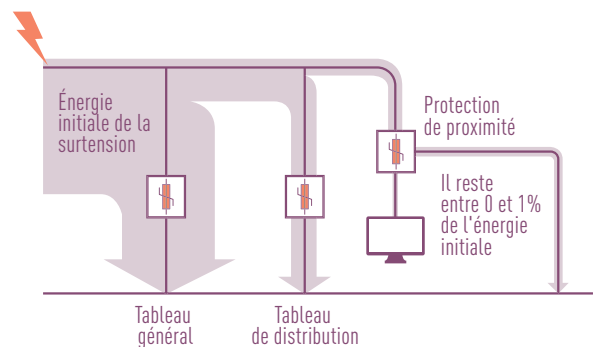 Énergie
initiale de la
surtension
Protection
de proximité
Il reste
entre 0 et 1%
de l'énergie
initiale
Tableau
général
Tableau
de distribution